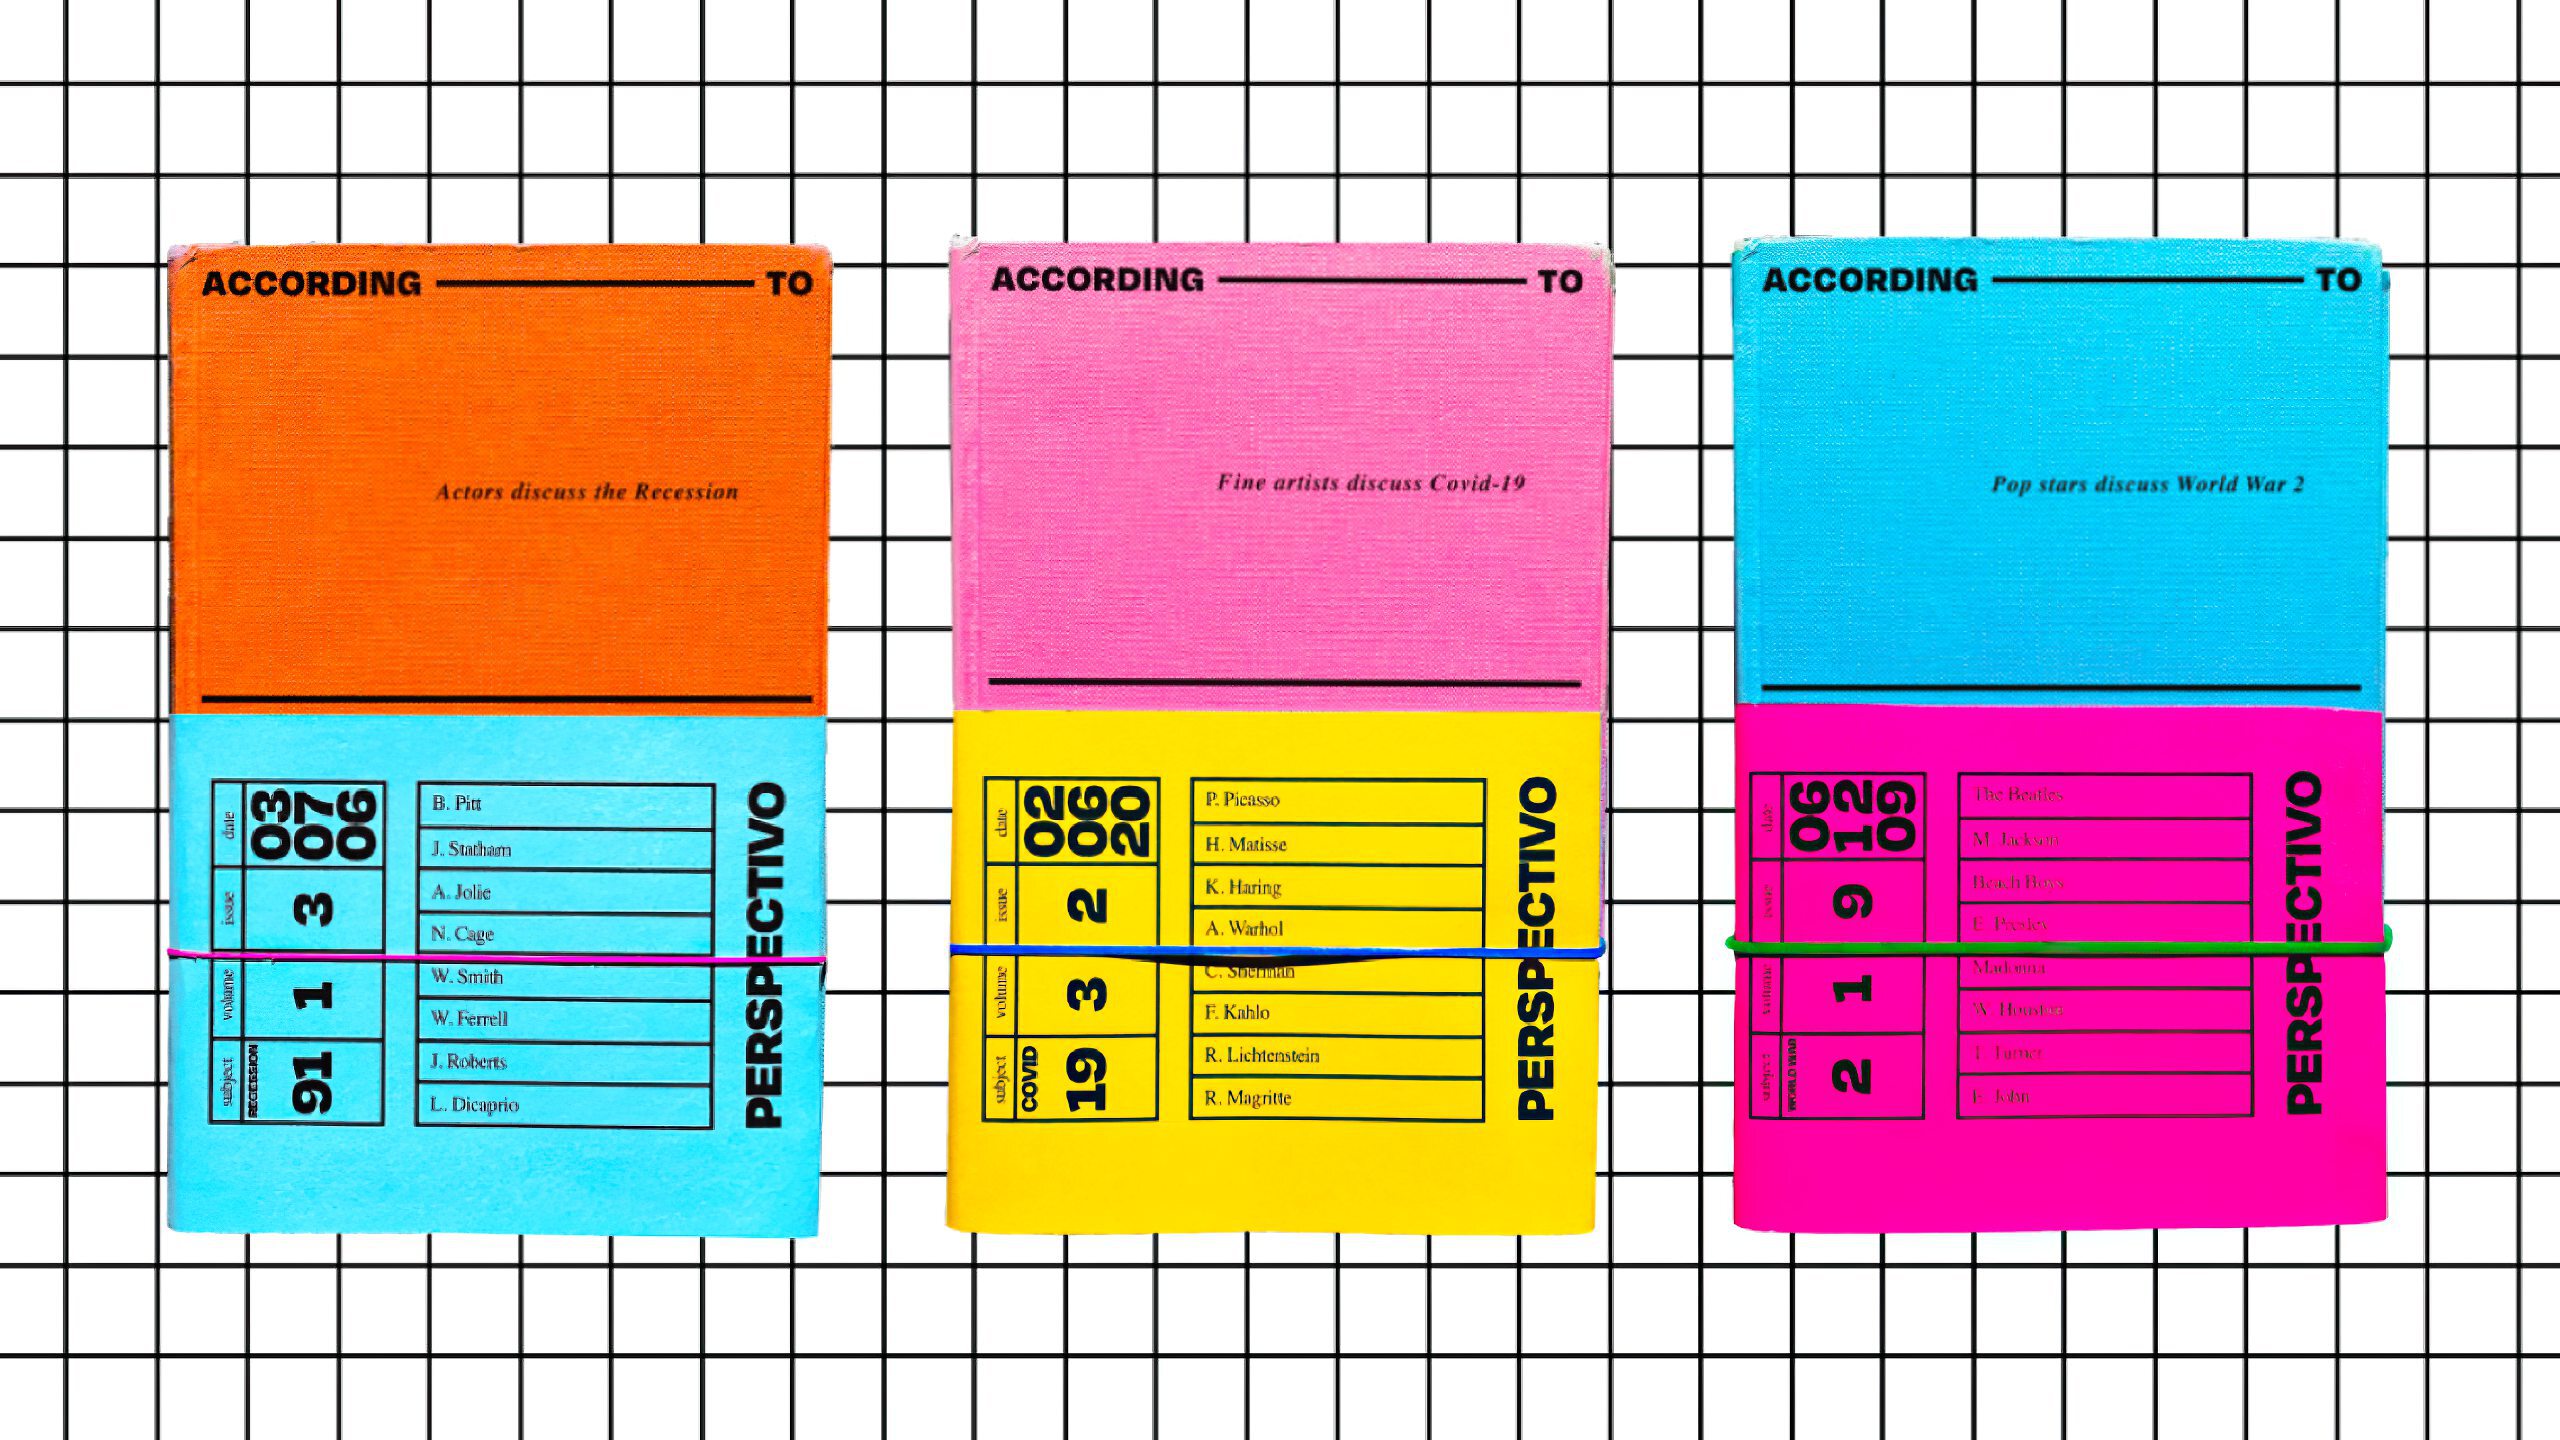 ACCORDING TO
Actors discuss the Recession
date
03
07
06
issue
3
volume
1
subject
RECESSION
91
B. Pitt
J. Statham
A. Jolie
N. Cage
W. Smith
W. Ferrell
J. Roberts
L. Dicaprio
PERSPECTIVO
ACCORDING TO
Fine artists discuss Covid-19
date
02
06
20
issue
2
volume
3
subject
COVID
19
P. Picasso
H. Matisse
K. Haring
A. Warhol
C. Sherman
F. Kahlo
R. Lichtenstein
R. Magritte
PERSPECTIVO
ACCORDING TO
Pop stars discuss World War 2
date
06
12
09
issue
9
volume
1
subject
WORLD WAR
2
The Beatles
M. Jackson
Beach Boys
E. Presley
Madonna
W. Houston
T. Turner
E. John
PERSPECTIVO